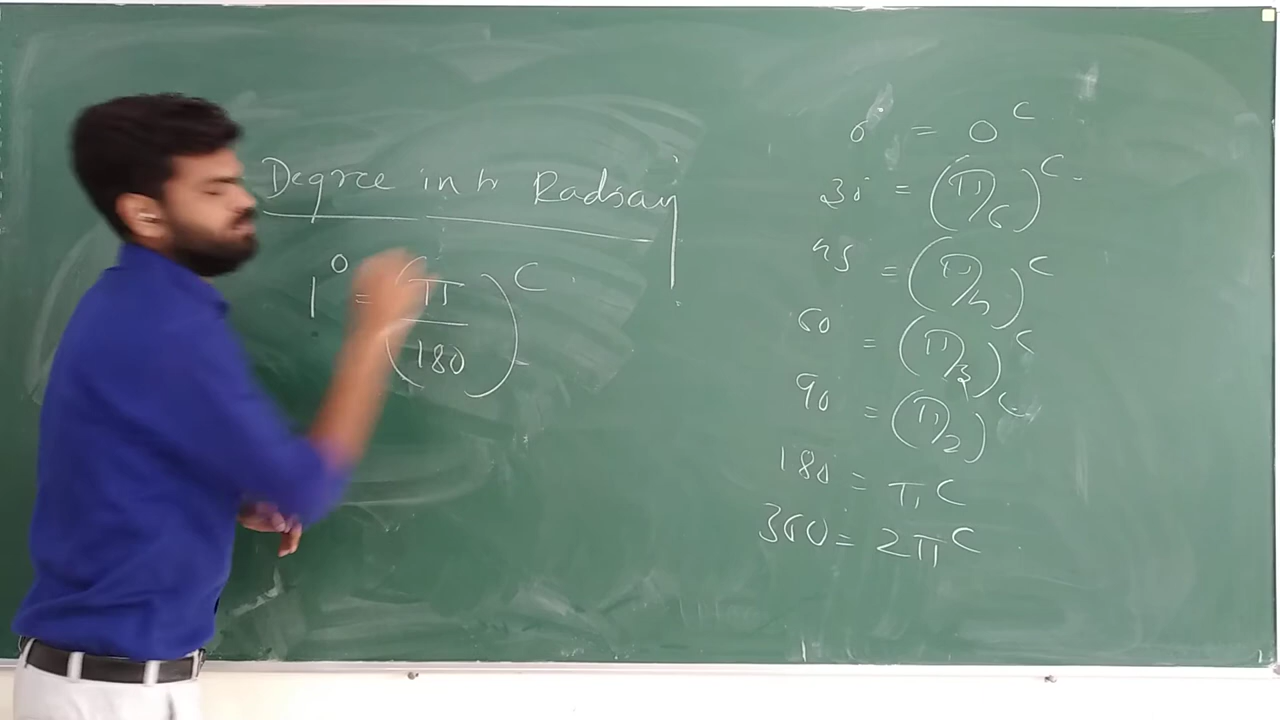 Degree into Radian
1° = (π/180)^C
0° = 0^C
30° = (π/6)^C
45 = (π/4)^C
60 = (π/3)^C
90 = (π/2)^C
180 = π^C
360 = 2π^C